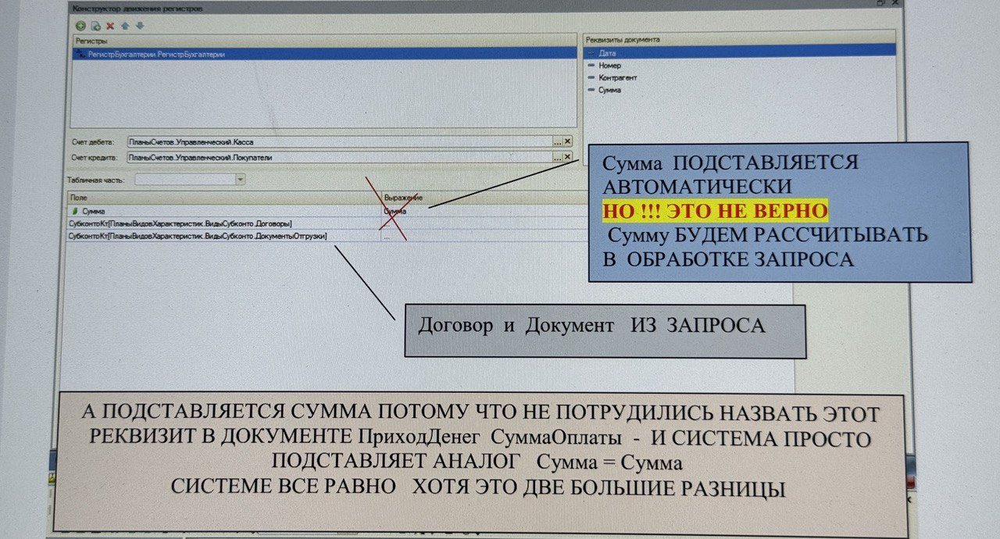 Конструктор движения регистров
Регистры
РегистрБухгалтерии.РегистрБухгалтерии
Реквизиты документа
Дата
Номер
Контрагент
Сумма
Счет дебета: ПланыСчетов.Управленческий.Касса ... ✕
Счет кредита: ПланыСчетов.Управленческий.Покупатели ... ✕
Табличная часть:
Поле Выражение
Сумма Сумма
СубконтоКт[ПланыВидовХарактеристик.ВидыСубконто.Договоры] ...
СубконтоКт[ПланыВидовХарактеристик.ВидыСубконто.ДокументыОтгрузки] ...
Сумма ПОДСТАВЛЯЕТСЯ
АВТОМАТИЧЕСКИ
НО !!! ЭТО НЕ ВЕРНО
Сумму БУДЕМ РАССЧИТЫВАТЬ
В ОБРАБОТКЕ ЗАПРОСА
Договор и Документ ИЗ ЗАПРОСА
А ПОДСТАВЛЯЕТСЯ СУММА ПОТОМУ ЧТО НЕ ПОТРУДИЛИСЬ НАЗВАТЬ ЭТОТ
РЕКВИЗИТ В ДОКУМЕНТЕ ПриходДенег СуммаОплаты - И СИСТЕМА ПРОСТО
ПОДСТАВЛЯЕТ АНАЛОГ Сумма = Сумма
СИСТЕМЕ ВСЕ РАВНО ХОТЯ ЭТО ДВЕ БОЛЬШИЕ РАЗНИЦЫ